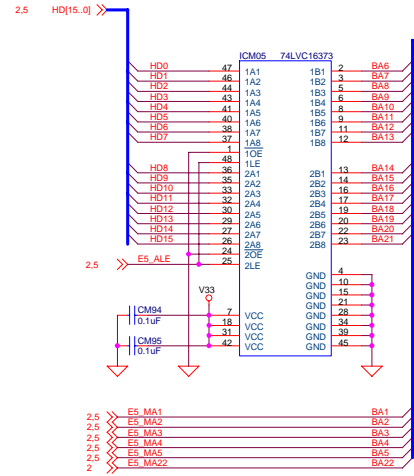 2,5 HD[15..0]
ICM05 74LVC16373
HD0 47 1A1 1B1 2 BA6
HD1 46 1A2 1B2 3 BA7
HD2 44 1A3 1B3 5 BA8
HD3 43 1A4 1B4 6 BA9
HD4 41 1A5 1B5 8 BA10
HD5 40 1A6 1B6 9 BA11
HD6 38 1A7 1B7 11 BA12
HD7 37 1A8 1B8 12 BA13
1 1OE
48 1LE
HD8 36 2A1 2B1 13 BA14
HD9 35 2A2 2B2 14 BA15
HD10 33 2A3 2B3 16 BA16
HD11 32 2A4 2B4 17 BA17
HD12 30 2A5 2B5 19 BA18
HD13 29 2A6 2B6 20 BA19
HD14 27 2A7 2B7 22 BA20
HD15 26 2A8 2B8 23 BA21
24 2OE
2,5 E5_ALE 25 2LE
GND 4
GND 10
GND 15
GND 21
V33
CM94 7 VCC GND 28
0.1uF 18 VCC GND 34
31 VCC GND 39
CM95 42 VCC GND 45
0.1uF
2,5 E5_MA1 BA1
2,5 E5_MA2 BA2
2,5 E5_MA3 BA3
2,5 E5_MA4 BA4
2,5 E5_MA5 BA5
2 E5_MA22 BA22